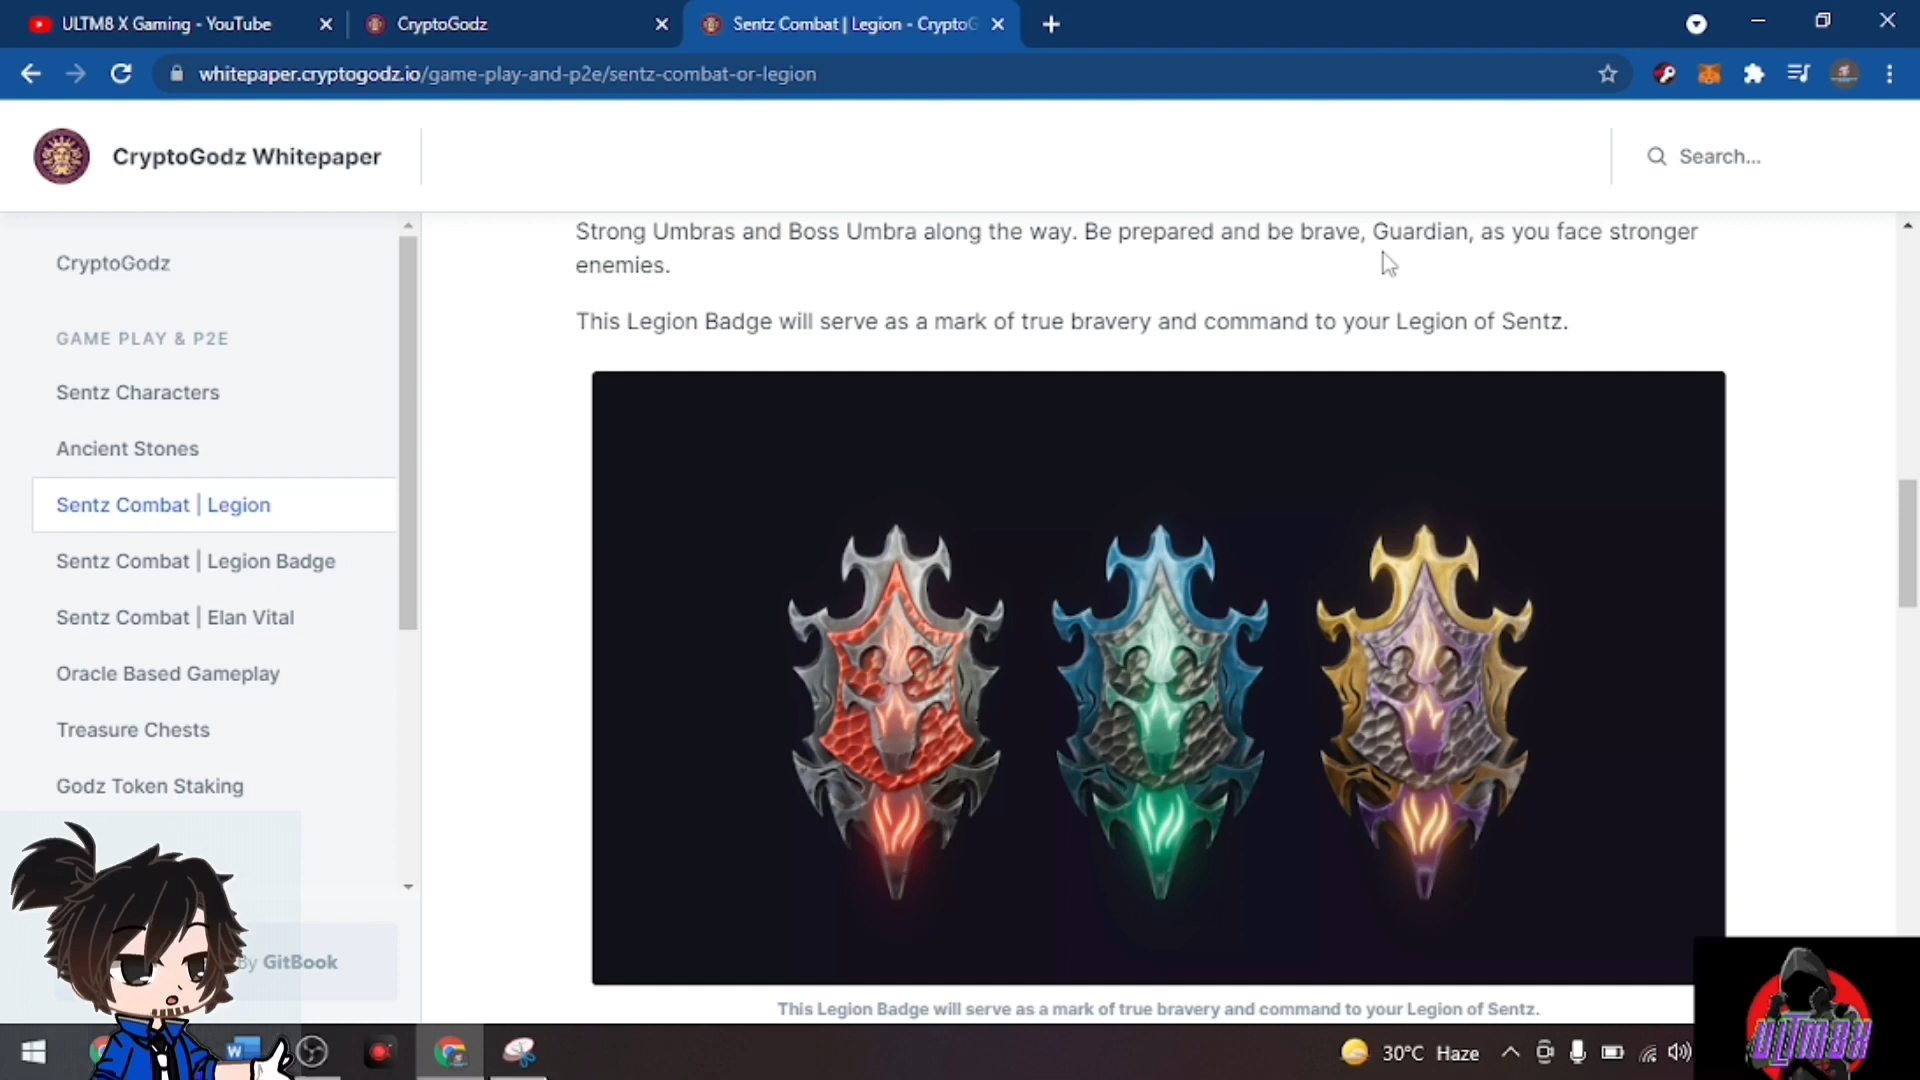 ULTM8 X Gaming - YouTube
CryptoGodz
Sentz Combat | Legion - CryptoG
whitepaper.cryptogodz.io/game-play-and-p2e/sentz-combat-or-legion
CryptoGodz Whitepaper
Search...
CryptoGodz
GAME PLAY & P2E
Sentz Characters
Ancient Stones
Sentz Combat | Legion
Sentz Combat | Legion Badge
Sentz Combat | Elan Vital
Oracle Based Gameplay
Treasure Chests
Godz Token Staking
By GitBook
Strong Umbras and Boss Umbra along the way. Be prepared and be brave, Guardian, as you face stronger
enemies.
This Legion Badge will serve as a mark of true bravery and command to your Legion of Sentz.
This Legion Badge will serve as a mark of true bravery and command to your Legion of Sentz.
W
30°C Haze
ULTM8X